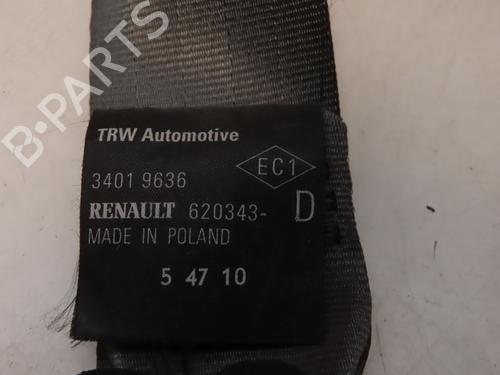 B-PARTS
TRW Automotive
3401 9636
EC1
RENAULT 620343- D
MADE IN POLAND
5 47 10